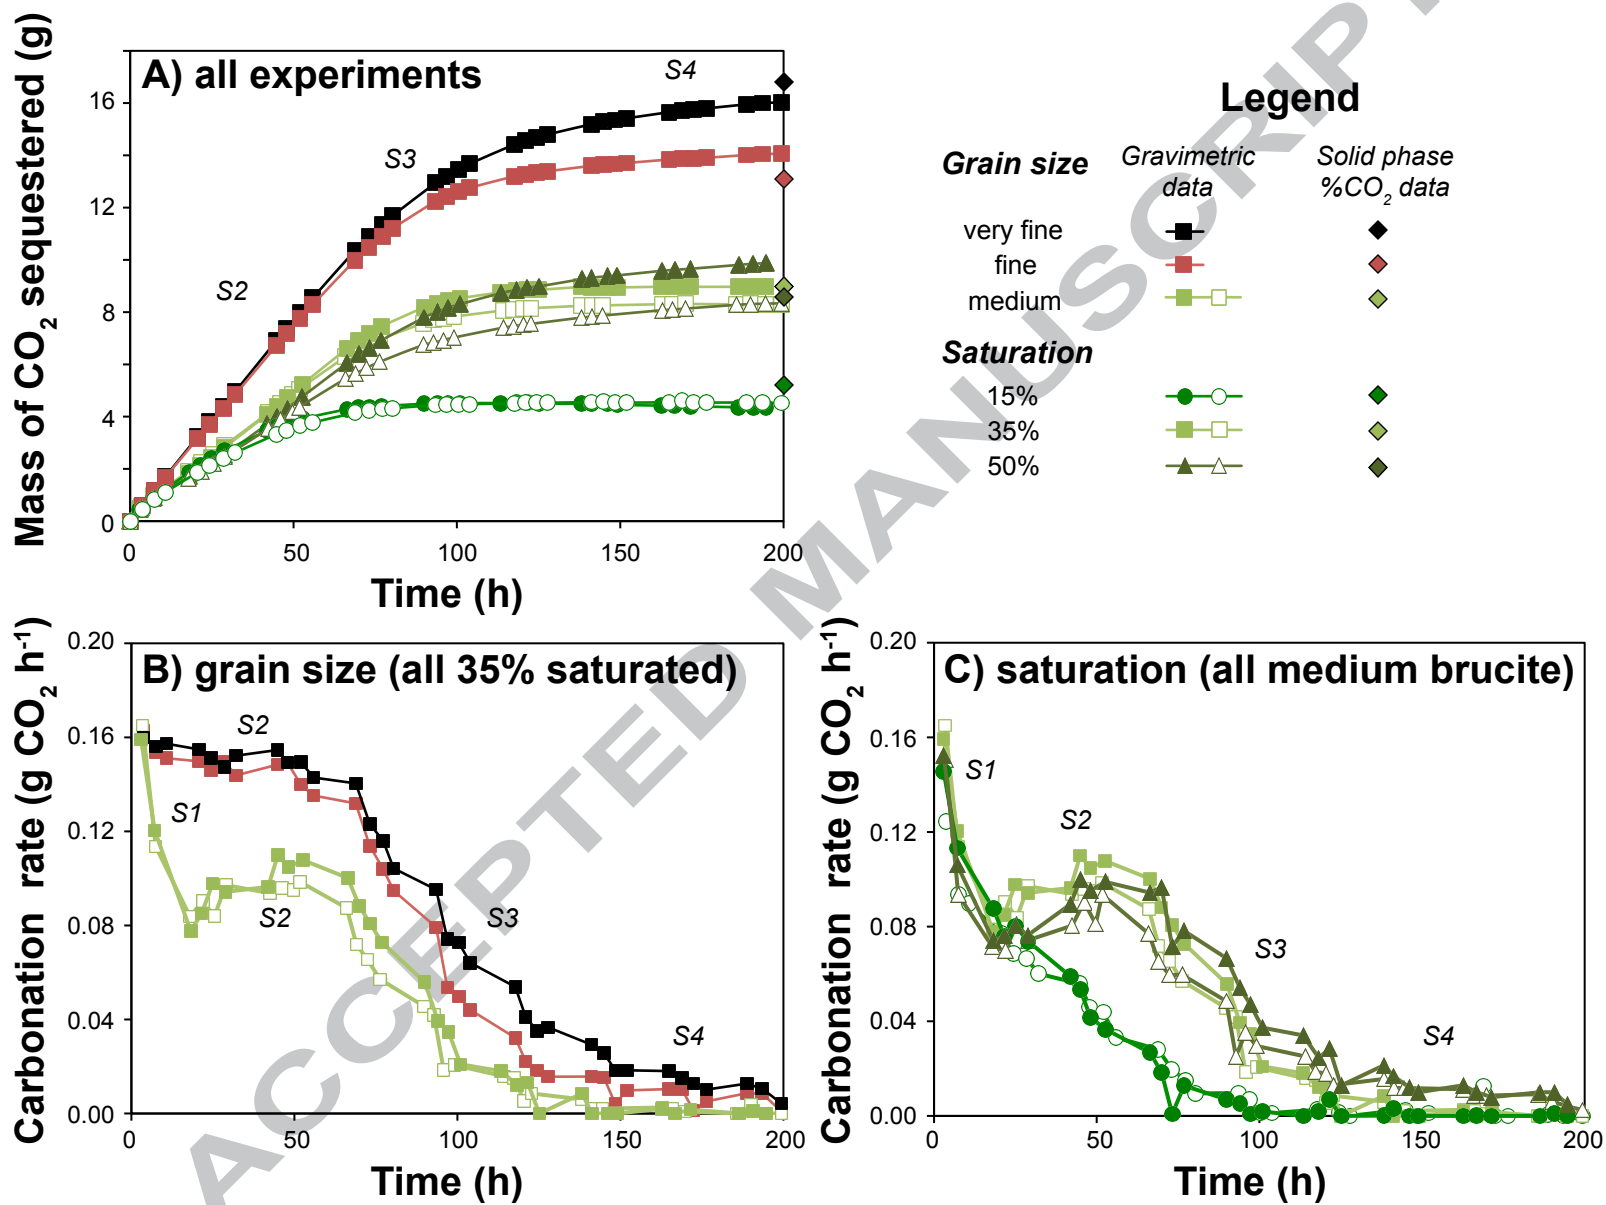 A) all experiments
Mass of CO2 sequestered (g)
16
12
8
4
0
S2
S3
S4
0 50 100 150 200
Time (h)
Legend
Grain size
Gravimetric data
Solid phase %CO2 data
very fine
fine
medium
Saturation
15%
35%
50%
ACCEPTED MANUSCRIPT
B) grain size (all 35% saturated)
Carbonation rate (g CO2 h-1)
0.20
0.16
0.12
0.08
0.04
0.00
S2
S1
S2
S3
S4
0 50 100 150 200
Time (h)
C) saturation (all medium brucite)
Carbonation rate (g CO2 h-1)
0.20
0.16
0.12
0.08
0.04
0.00
S1
S2
S3
S4
0 50 100 150 200
Time (h)